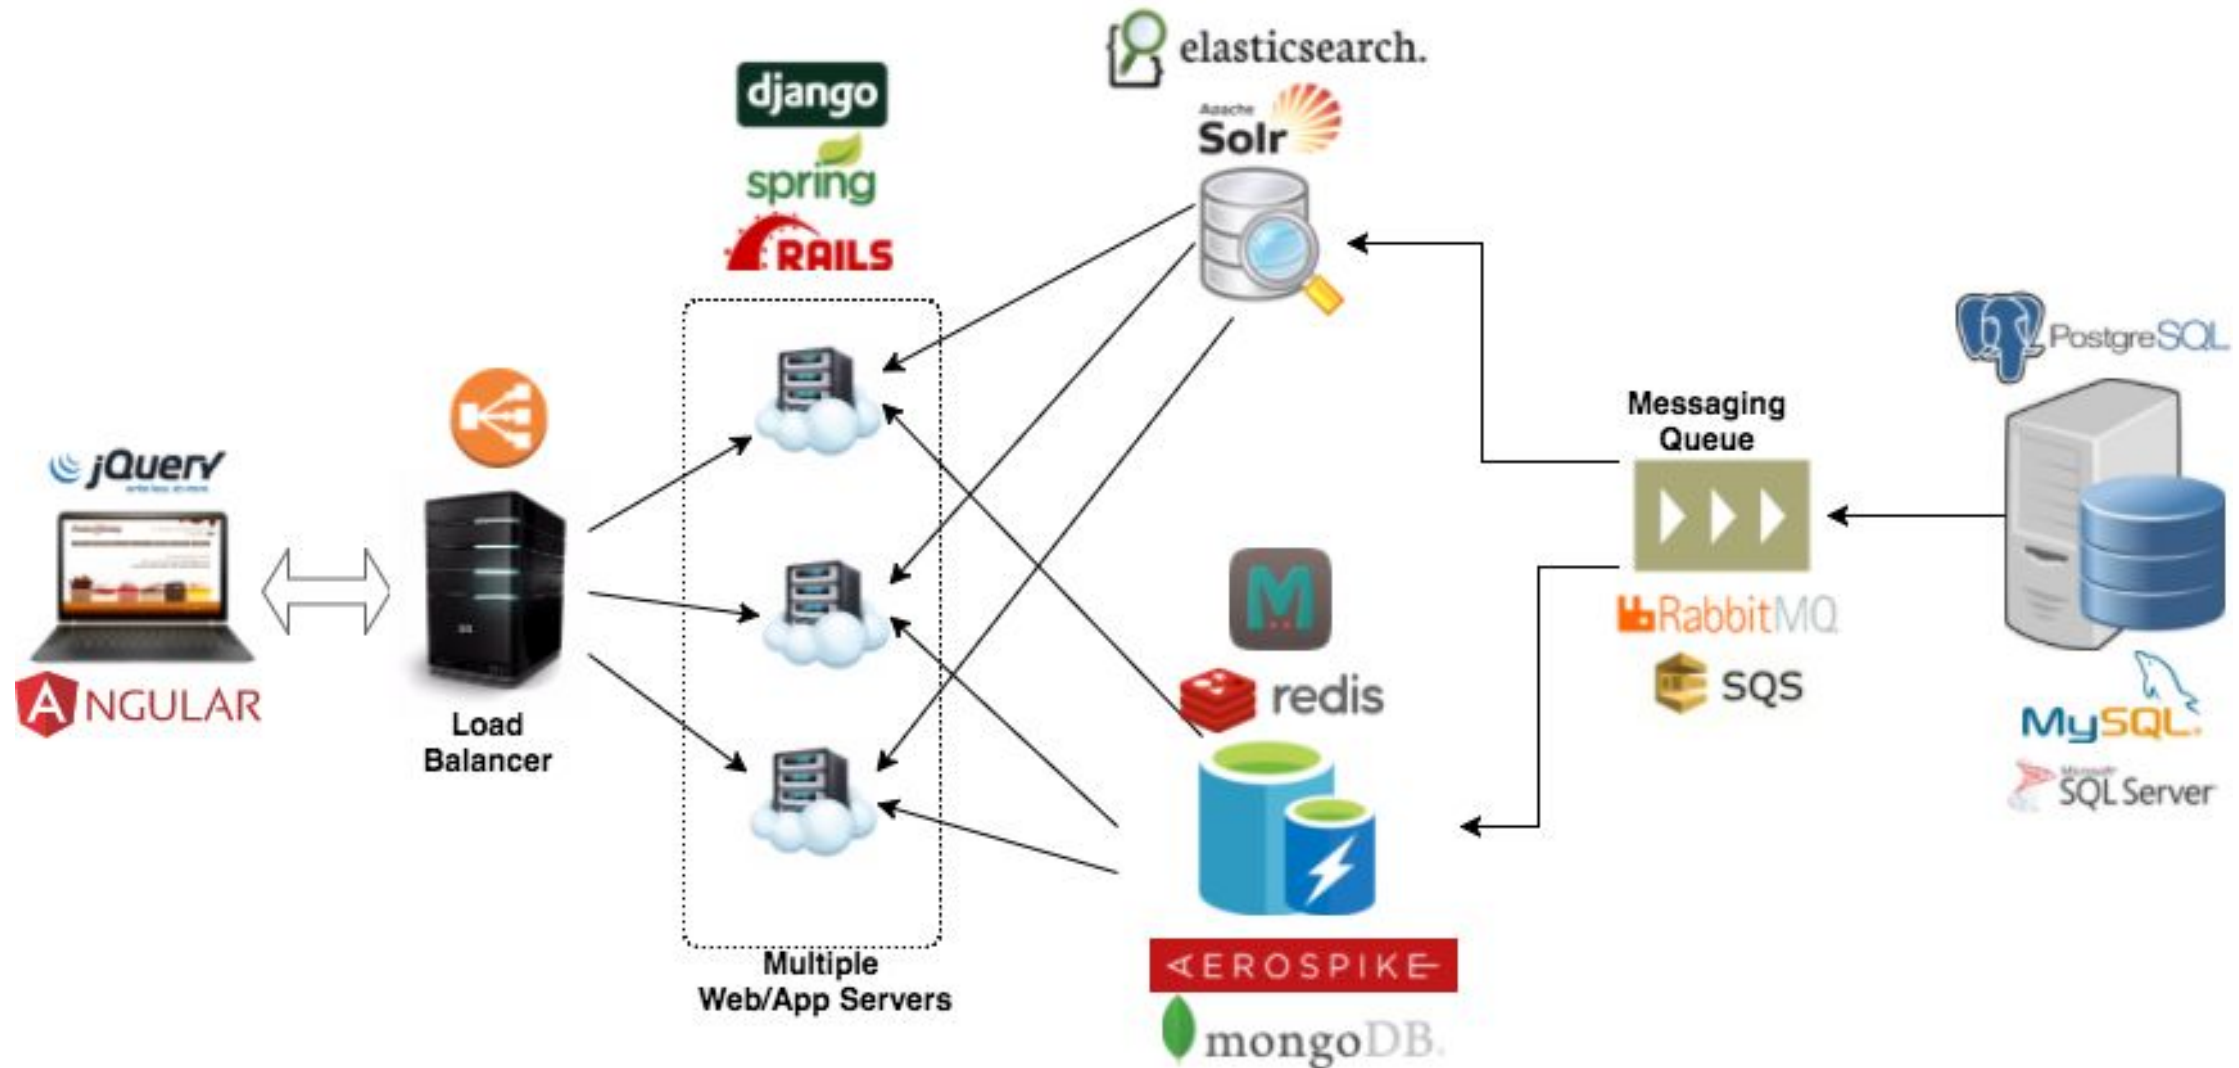 elasticsearch.
Apache
Solr
django
spring
RAILS
PostgreSQL
Messaging
Queue
jQuery
RabbitMQ
redis
SQS
ANGULAR
Load
Balancer
MySQL
Microsoft
SQL Server
AEROSPIKE
Multiple
Web/App Servers
mongoDB.